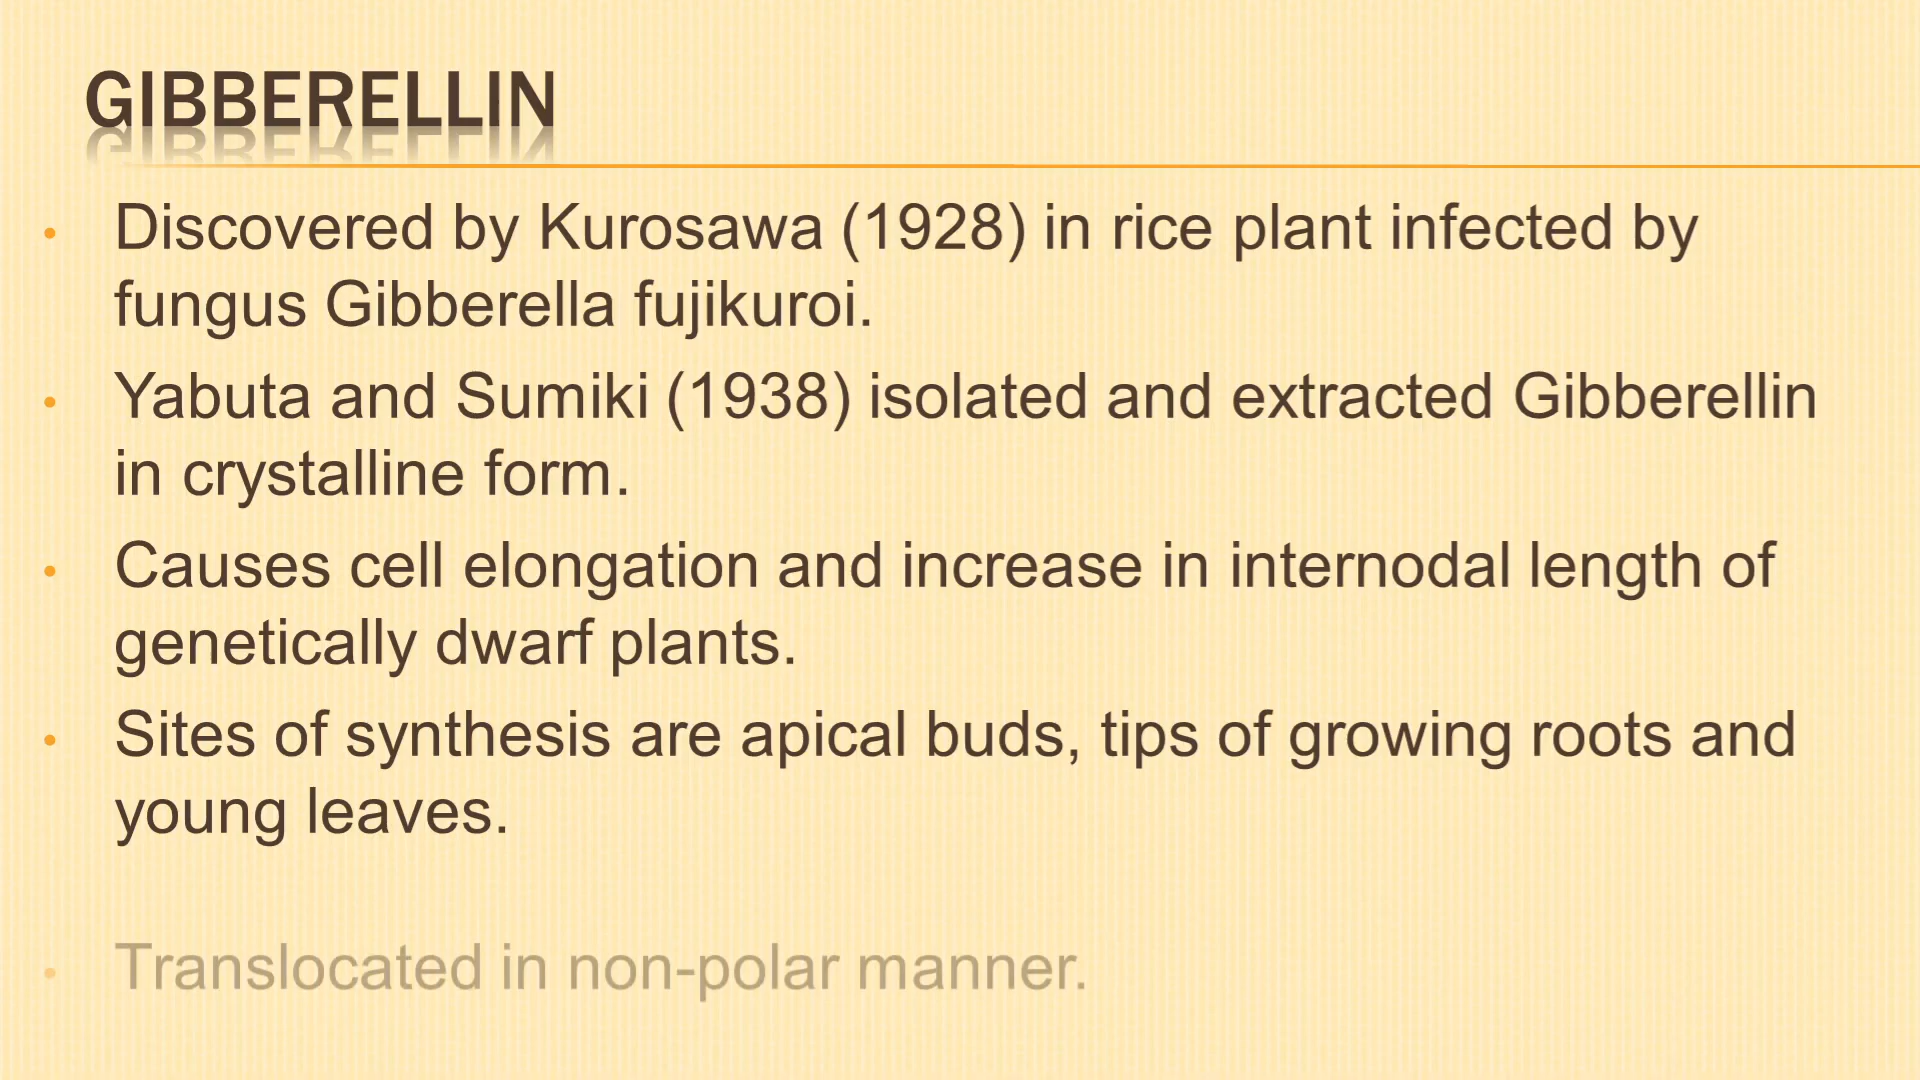 GIBBERELLIN
• Discovered by Kurosawa (1928) in rice plant infected by
fungus Gibberella fujikuroi.
• Yabuta and Sumiki (1938) isolated and extracted Gibberellin
in crystalline form.
• Causes cell elongation and increase in internodal length of
genetically dwarf plants.
• Sites of synthesis are apical buds, tips of growing roots and
young leaves.
• Translocated in non-polar manner.